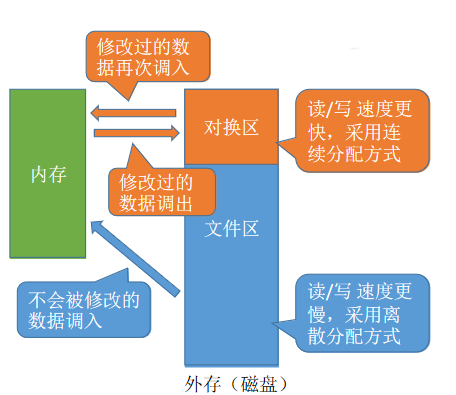 修改过的数
据再次调入
对换区
读/写 速度更
快，采用连
续分配方式
内存
修改过的
数据调出
文件区
不会被修改的
数据调入
读/写 速度更
慢，采用离
散分配方式
外存（磁盘）